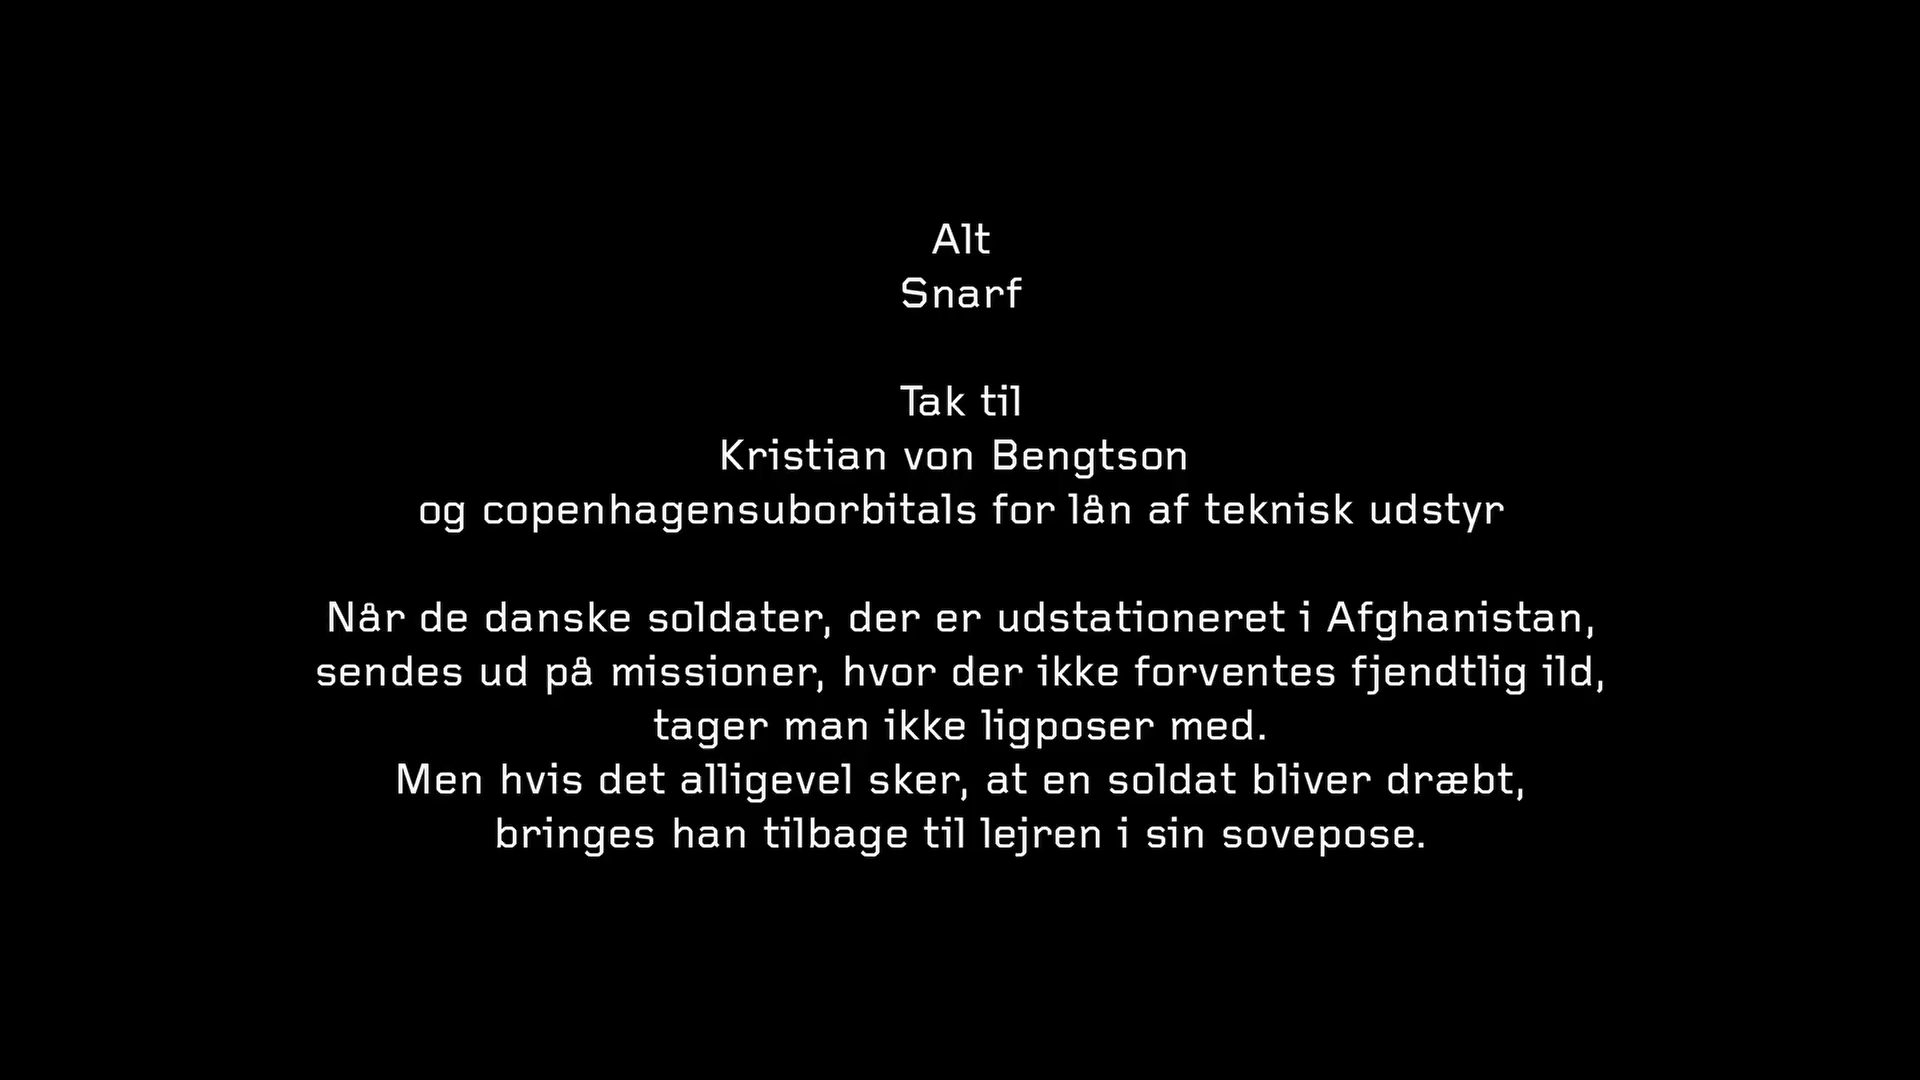 Alt
Snarf
Tak til
Kristian von Bengtson
og copenhagensuborbitals for lån af teknisk udstyr
Når de danske soldater, der er udstationeret i Afghanistan,
sendes ud på missioner, hvor der ikke forventes fjendtlig ild,
tager man ikke ligposer med.
Men hvis det alligevel sker, at en soldat bliver dræbt,
bringes han tilbage til lejren i sin sovepose.